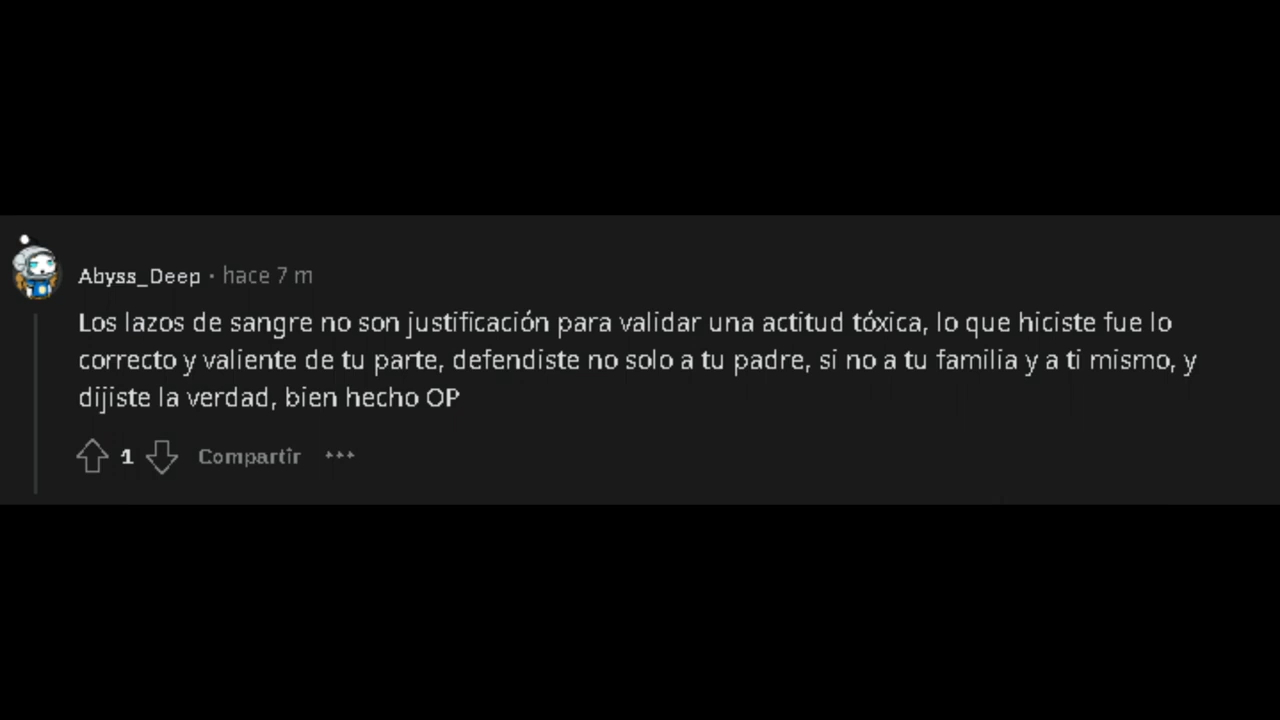 Abyss_Deep · hace 7 m
Los lazos de sangre no son justificación para validar una actitud tóxica, lo que hiciste fue lo
correcto y valiente de tu parte, defendiste no solo a tu padre, si no a tu familia y a ti mismo, y
dijiste la verdad, bien hecho OP
1 Compartir ···